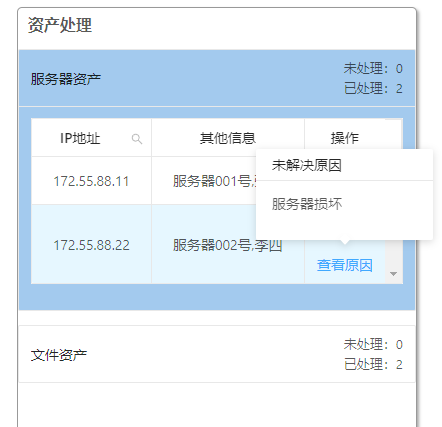 资产处理
服务器资产
未处理：0
已处理：2
IP地址
其他信息
操作
172.55.88.11
服务器001号,
未解决原因
服务器损坏
172.55.88.22
服务器002号,李四
查看原因
文件资产
未处理：0
已处理：2